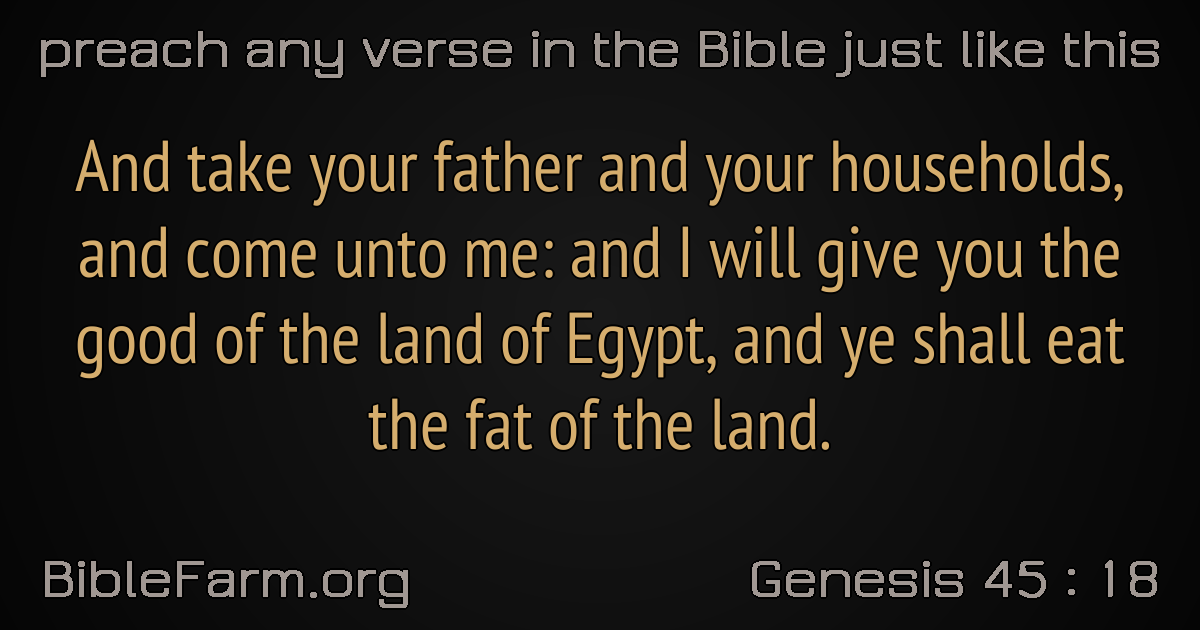 preach any verse in the Bible just like this
And take your father and your households,
and come unto me: and I will give you the
good of the land of Egypt, and ye shall eat
the fat of the land.
BibleFarm.org
Genesis 45 : 18